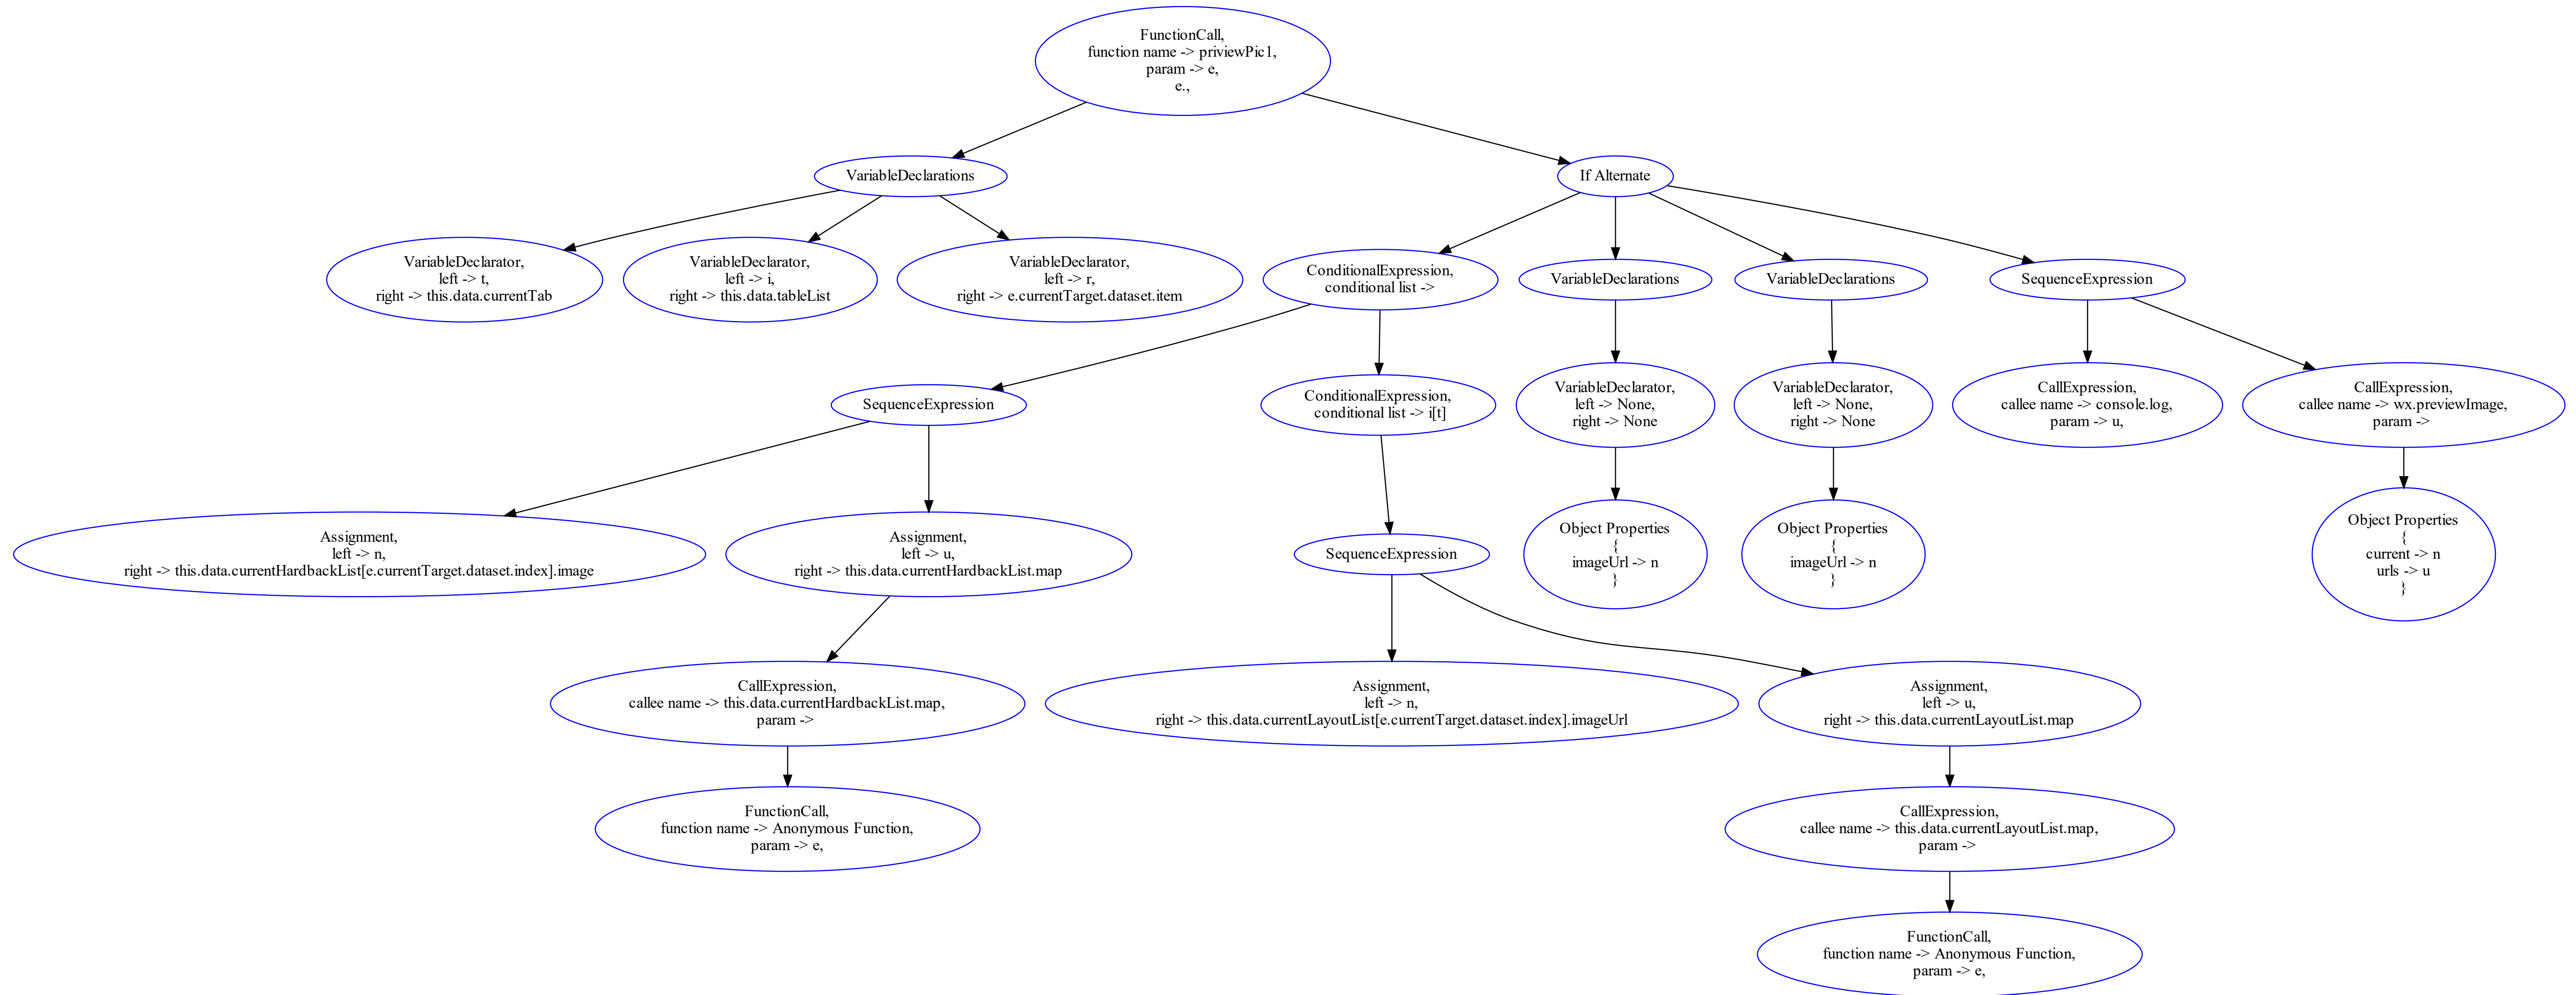 FunctionCall,
function name -> priviewPic1,
param -> e,
e.,
VariableDeclarations
If Alternate
VariableDeclarator,
left -> t,
right -> this.data.currentTab
VariableDeclarator,
left -> i,
right -> this.data.tableList
VariableDeclarator,
left -> r,
right -> e.currentTarget.dataset.item
ConditionalExpression,
conditional list ->
VariableDeclarations
VariableDeclarations
SequenceExpression
SequenceExpression
ConditionalExpression,
conditional list -> i[t]
VariableDeclarator,
left -> None,
right -> None
VariableDeclarator,
left -> None,
right -> None
CallExpression,
callee name -> console.log,
param -> u,
CallExpression,
callee name -> wx.previewImage,
param ->
Assignment,
left -> n,
right -> this.data.currentHardbackList[e.currentTarget.dataset.index].image
Assignment,
left -> u,
right -> this.data.currentHardbackList.map
SequenceExpression
Object Properties
{
imageUrl -> n
}
Object Properties
{
imageUrl -> n
}
Object Properties
{
current -> n
urls -> u
}
CallExpression,
callee name -> this.data.currentHardbackList.map,
param ->
Assignment,
left -> n,
right -> this.data.currentLayoutList[e.currentTarget.dataset.index].imageUrl
Assignment,
left -> u,
right -> this.data.currentLayoutList.map
FunctionCall,
function name -> Anonymous Function,
param -> e,
CallExpression,
callee name -> this.data.currentLayoutList.map,
param ->
FunctionCall,
function name -> Anonymous Function,
param -> e,